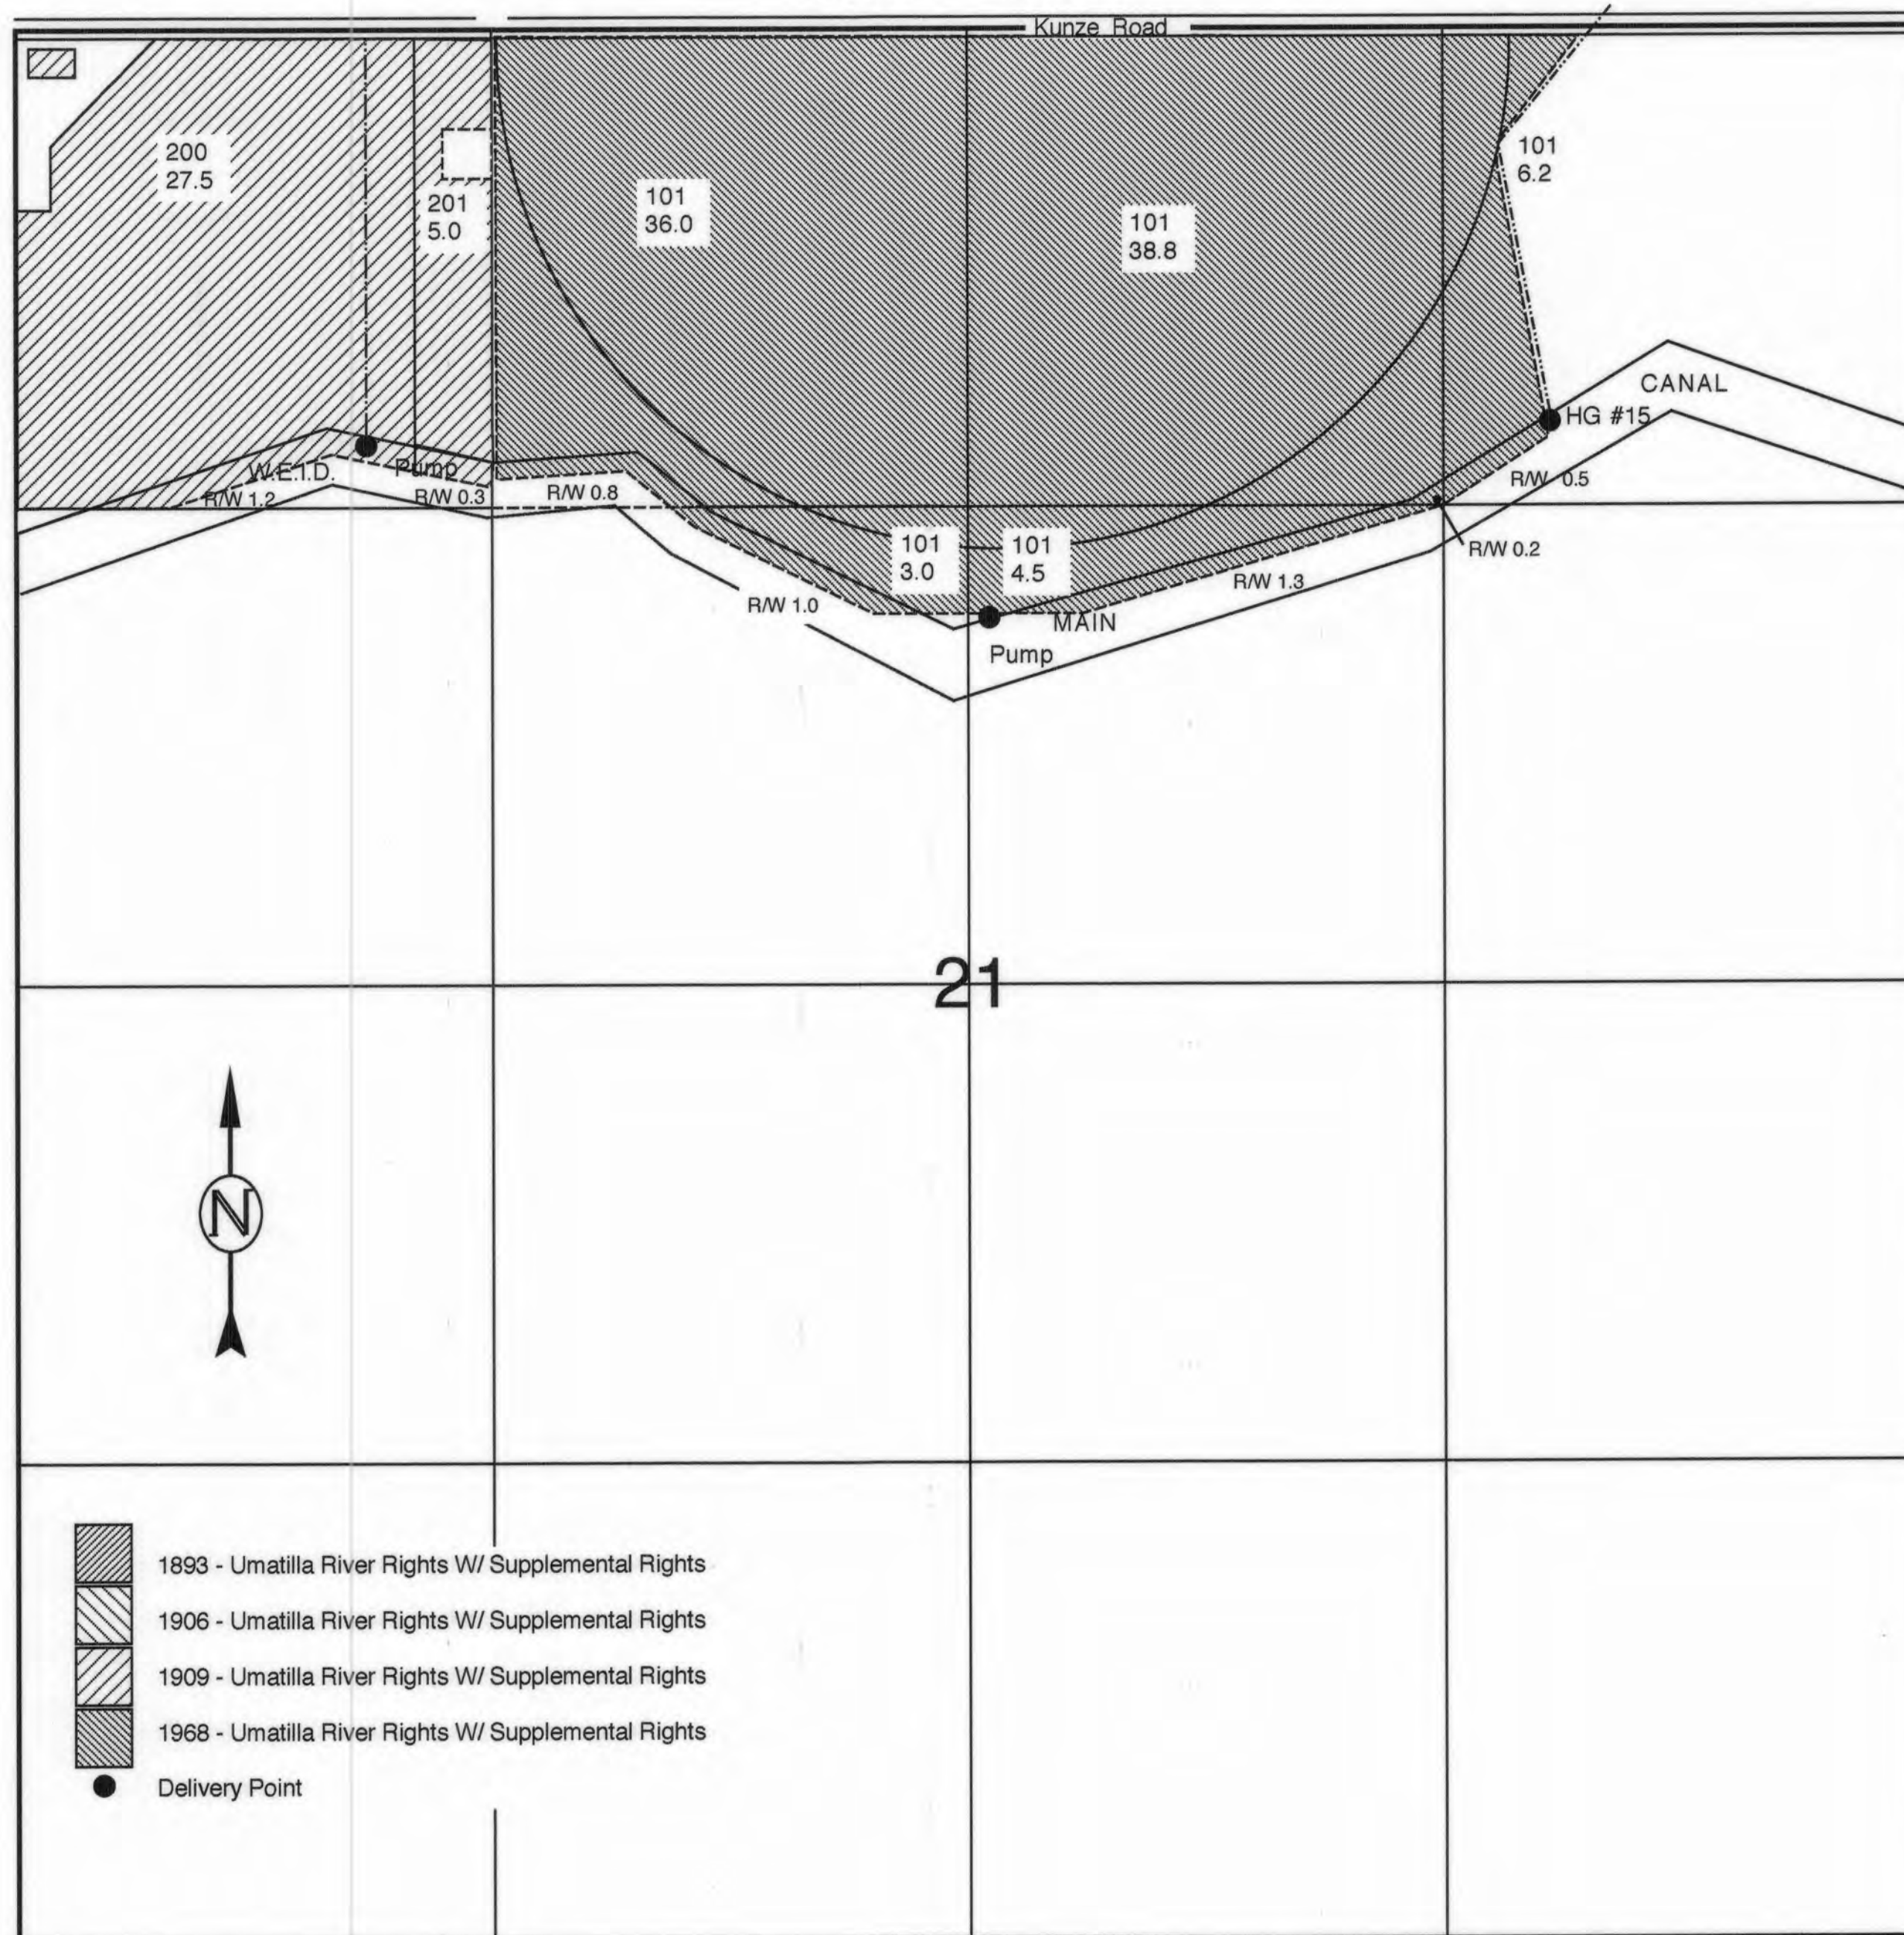 Kunze Road
200
27.5
201
5.0
101
36.0
101
38.8
101
6.2
CANAL
HG #15
W.E.I.D.
Pump
R/W 1.2
R/W 0.3
R/W 0.8
R/W 0.5
101
3.0
101
4.5
R/W 0.2
R/W 1.3
R/W 1.0
MAIN
Pump
21
N
1893 - Umatilla River Rights W/ Supplemental Rights
1906 - Umatilla River Rights W/ Supplemental Rights
1909 - Umatilla River Rights W/ Supplemental Rights
1968 - Umatilla River Rights W/ Supplemental Rights
Delivery Point